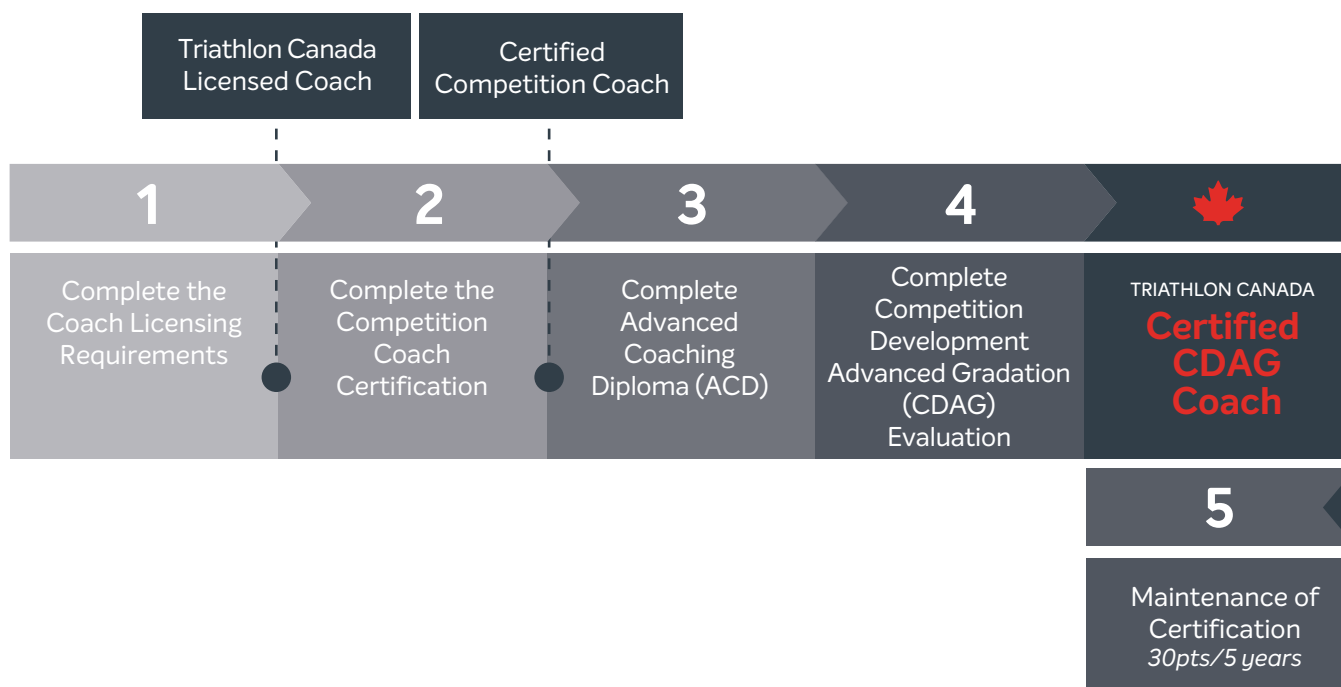 Triathlon Canada
Licensed Coach
Certified
Competition Coach
1
2
3
4
Complete the
Coach Licensing
Requirements
Complete the
Competition
Coach
Certification
Complete
Advanced
Coaching
Diploma (ACD)
Complete
Competition
Development
Advanced Gradation
(CDAG)
Evaluation
TRIATHLON CANADA
Certified
CDAG
Coach
5
Maintenance of
Certification
30pts/5 years